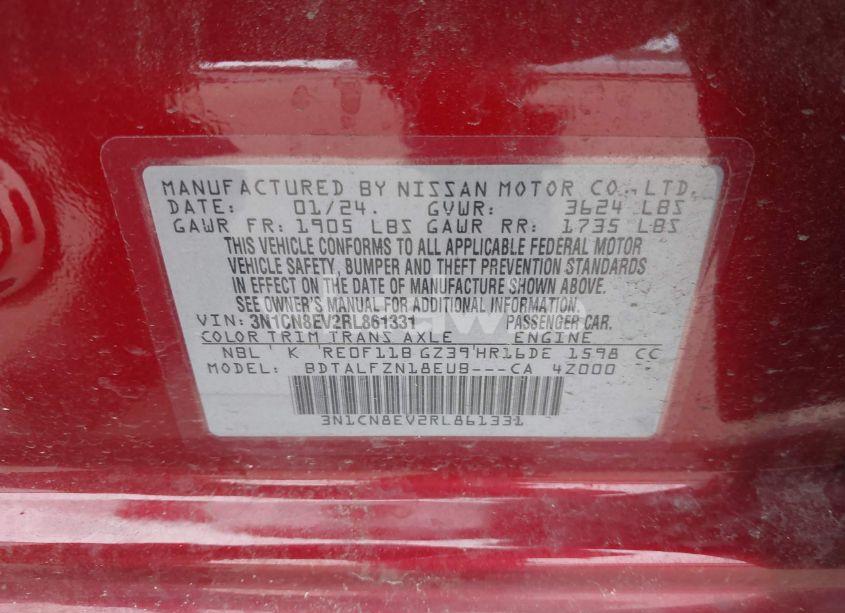 MANUFACTURED BY NISSAN MOTOR CO., LTD.
DATE: 01/24. GVWR: 3624 LBS
GAWR FR: 1905 LBS GAWR RR: 1735 LBS
THIS VEHICLE CONFORMS TO ALL APPLICABLE FEDERAL MOTOR
VEHICLE SAFETY, BUMPER AND THEFT PREVENTION STANDARDS
IN EFFECT ON THE DATE OF MANUFACTURE SHOWN ABOVE.
SEE OWNER'S MANUAL FOR ADDITIONAL INFORMATION.
VIN: 3N1CN8EV2RL861331 PASSENGER CAR.
COLOR TRIM TRANS AXLE ENGINE
NBL K RE0F11B GZ39 HR16DE 1598 CC
MODEL: BDTALFZN18EUB---CA 4Z000
3N1CN8EV2RL861331